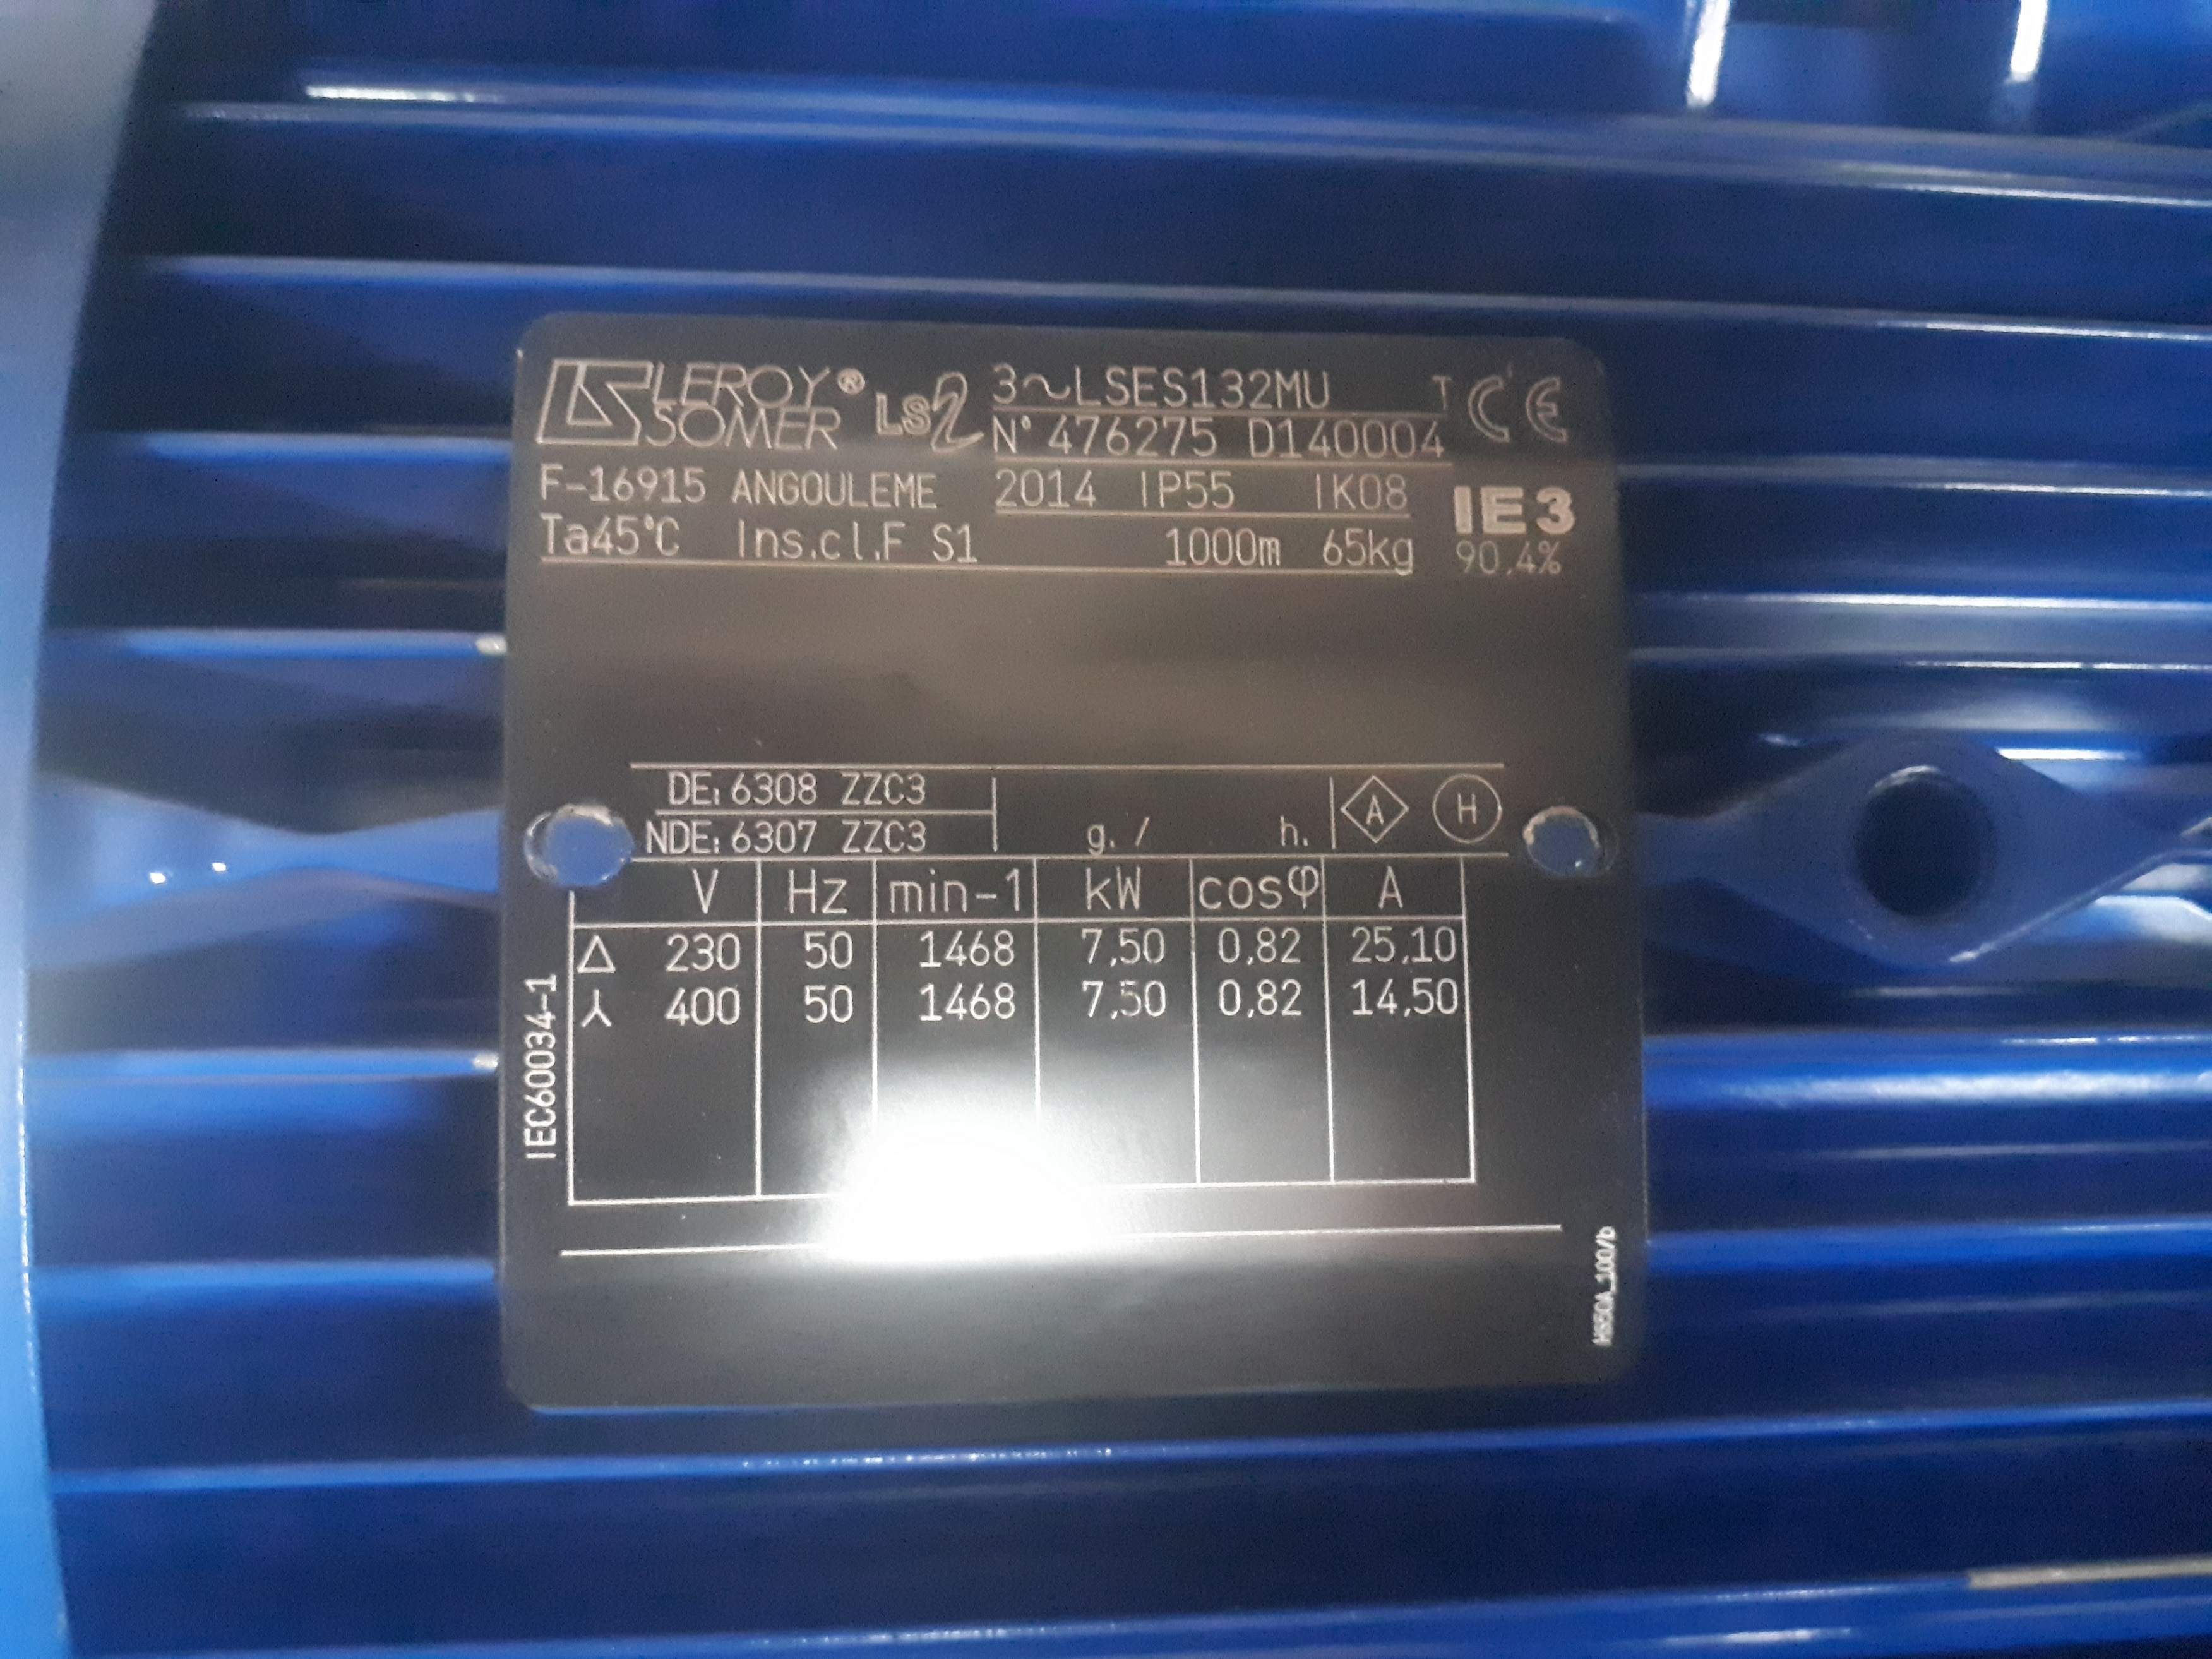 LEROY® SOMER LS2 3~LSES132MU T CE
N° 476275 D140004
F-16915 ANGOULEME 2014 IP55 IK08 IE3
Ta45°C Ins.cl.F S1 1000m 65kg 90,4%
DE: 6308 ZZC3
NDE: 6307 ZZC3 g. / h. A H
V Hz min-1 kW cosφ A
△ 230 50 1468 7,50 0,82 25,10
⅄ 400 50 1468 7,50 0,82 14,50
IEC60034-1